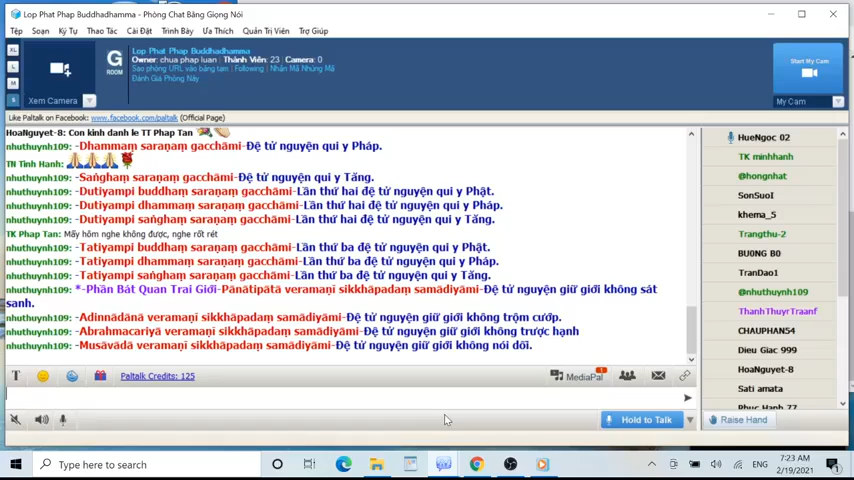 Lop Phat Phap Buddhadhamma - Phòng Chat Bằng Giọng Nói
Tệp Soạn Ký Tự Thao Tác Cài Đặt Trình Bày Ưa Thích Quản Trị Viên Trợ Giúp
XL
L
M
S
Xem Camera
G
ROOM
Lop Phat Phap Buddhadhamma
Owner: chua phap luan Thành Viên: 23 Camera: 0
Sao phỏng URL vào bảng tạm | Following | Nhấn Mã Nhúng Mã
Đánh Giá Phòng Này
Start My Cam
My Cam
Like Paltalk on Facebook: www.facebook.com/paltalk (Official Page)
HoaNguyet-8: Con kinh danh le TT Phap Tan
nhuthuynh109: -Dhammaṃ saraṇaṃ gacchāmi-Đệ tử nguyện qui y Pháp.
TN Tinh Hanh:
nhuthuynh109: -Saṅghaṃ saraṇaṃ gacchāmi-Đệ tử nguyện qui y Tăng.
nhuthuynh109: -Dutiyampi buddhaṃ saraṇaṃ gacchāmi-Lần thứ hai đệ tử nguyện qui y Phật.
nhuthuynh109: -Dutiyampi dhammaṃ saraṇaṃ gacchāmi-Lần thứ hai đệ tử nguyện qui y Pháp.
nhuthuynh109: -Dutiyampi saṅghaṃ saraṇaṃ gacchāmi-Lần thứ hai đệ tử nguyện qui y Tăng.
TK Phap Tan: Mấy hôm nghe không được, nghe rốt rét
nhuthuynh109: -Tatiyampi buddhaṃ saraṇaṃ gacchāmi-Lần thứ ba đệ tử nguyện qui y Phật.
nhuthuynh109: -Tatiyampi dhammaṃ saraṇaṃ gacchāmi-Lần thứ ba đệ tử nguyện qui y Pháp.
nhuthuynh109: -Tatiyampi saṅghaṃ saraṇaṃ gacchāmi-Lần thứ ba đệ tử nguyện qui y Tăng.
nhuthuynh109: *-Phần Bát Quan Trai Giới-Pānātipātā veramaṇi sikkhāpadaṃ samādiyāmi-Đệ tử nguyện giữ giới không sát
sanh.
nhuthuynh109: -Adinnādānā veramaṇi sikkhāpadaṃ samādiyāmi-Đệ tử nguyện giữ giới không trộm cướp.
nhuthuynh109: -Abrahmacariyā veramaṇi sikkhāpadaṃ samādiyāmi-Đệ tử nguyện giữ giới không trược hạnh
nhuthuynh109: -Musāvādā veramaṇi sikkhāpadaṃ samādiyāmi-Đệ tử nguyện giữ giới không nói dối.
HueNgoc 02
TK minhhanh
@hongnhat
SonSuoI
khema_5
Trangthu-2
BU0NG B0
TranDao1
@nhuthuynh109
ThanhThuyrTraanf
CHAUPHAN54
Dieu Giac 999
HoaNguyet-8
Sati amata
Phuc Hanh 77
T Paltalk Credits: 125 MediaPal 1
Hold to Talk Raise Hand
Type here to search
ENG
7:23 AM
2/19/2021
1